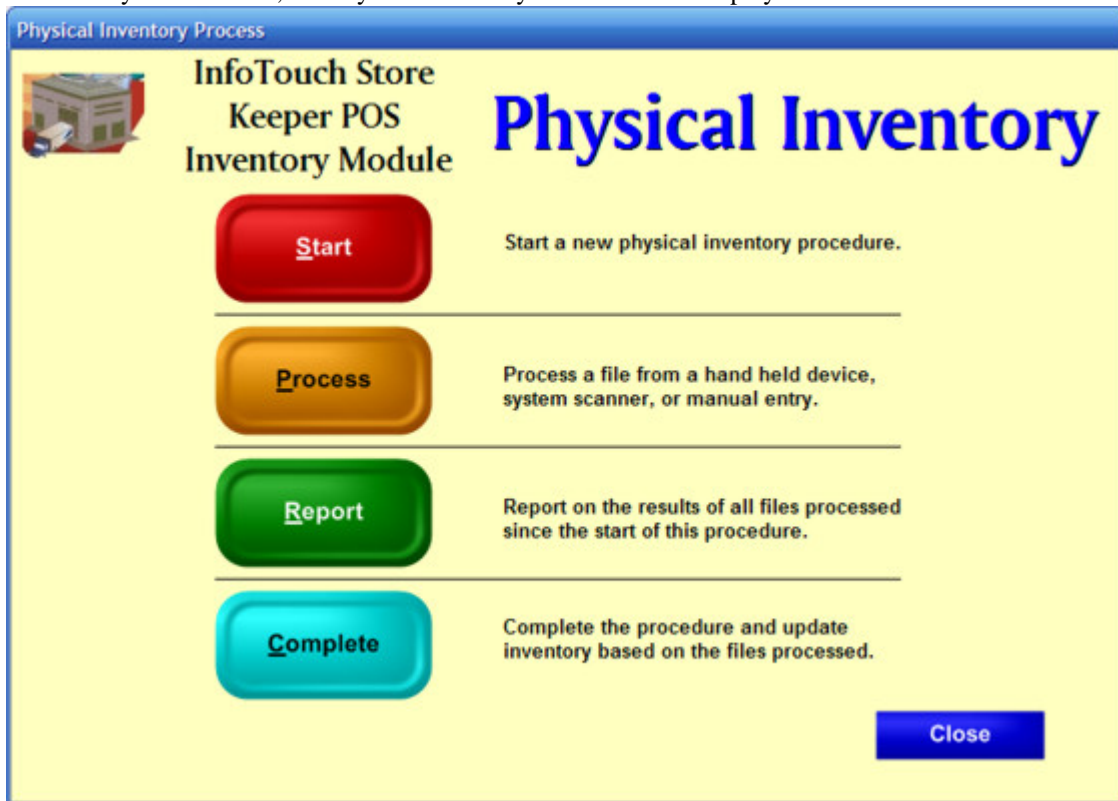 Physical Inventory Process
InfoTouch Store
Keeper POS
Inventory Module
Physical Inventory
Start
Start a new physical inventory procedure.
Process
Process a file from a hand held device,
system scanner, or manual entry.
Report
Report on the results of all files processed
since the start of this procedure.
Complete
Complete the procedure and update
inventory based on the files processed.
Close